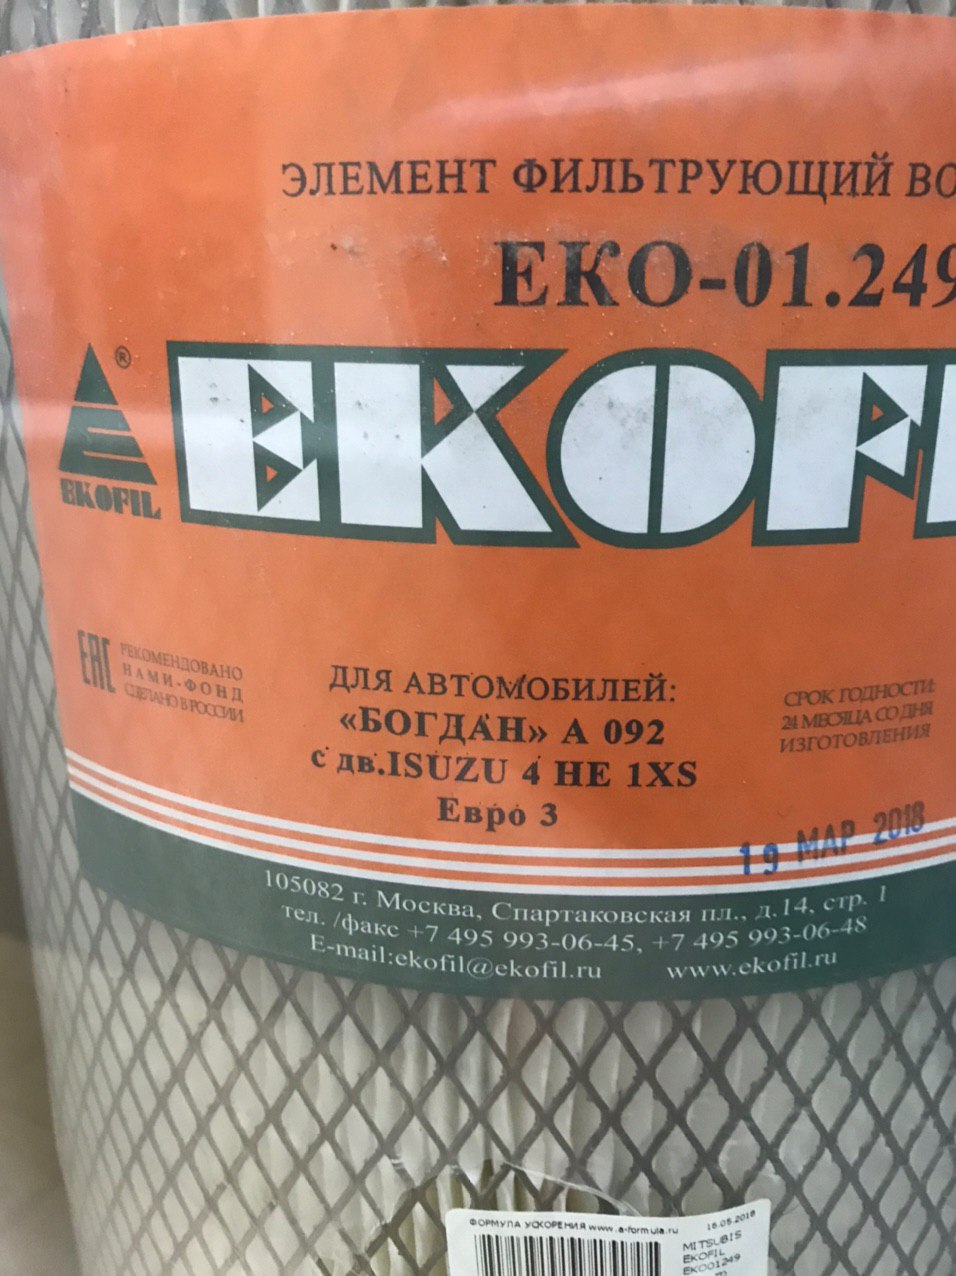 ЭЛЕМЕНТ ФИЛЬТРУЮЩИЙ ВО
ЕКО-01.249
®
EKOFIL
EKOFI
EAC
РЕКОМЕНДОВАНО
НАМИ-ФОНД
СДЕЛАНО В РОССИИ
ДЛЯ АВТОМОБИЛЕЙ:
«БОГДАН» А 092
с дв.ISUZU 4 HE 1XS
Евро 3
СРОК ГОДНОСТИ:
24 МЕСЯЦА СО ДНЯ
ИЗГОТОВЛЕНИЯ
19 МАР 2018
105082 г. Москва, Спартаковская пл., д.14, стр. 1
тел. /факс +7 495 993-06-45, +7 495 993-06-48
E-mail:ekofil@ekofil.ru www.ekofil.ru
ФОРМУЛА УСКОРЕНИЯ www.a-formula.ru
16.05.2018
MITSUBIS
EKOFIL
EKO01249